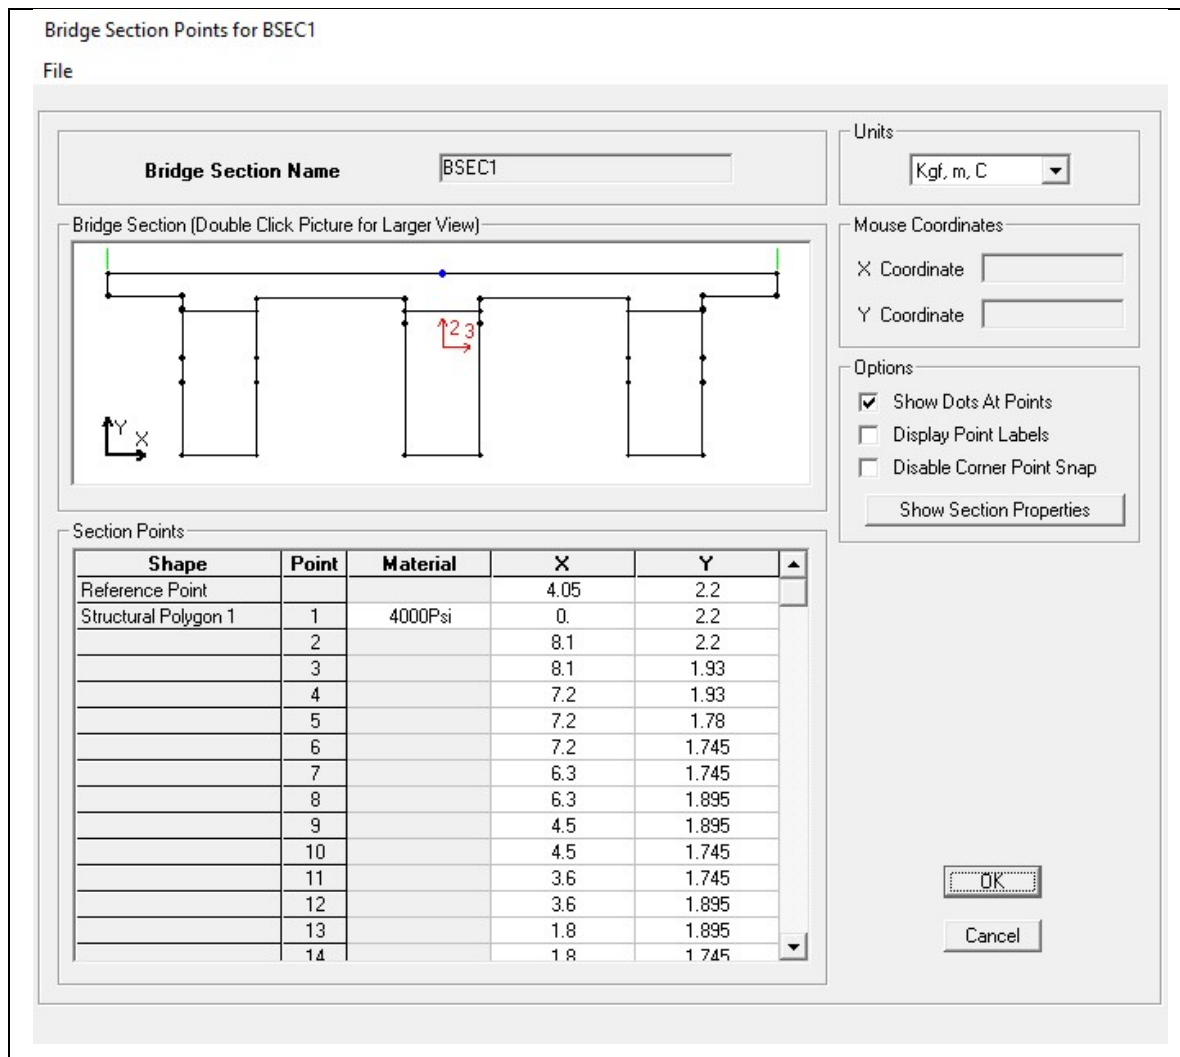 Bridge Section Points for BSEC1
File
Bridge Section Name BSEC1
Units
Kgf, m, C
Bridge Section (Double Click Picture for Larger View)
2 3
Y
X
Mouse Coordinates
X Coordinate
Y Coordinate
Options
Show Dots At Points
Display Point Labels
Disable Corner Point Snap
Show Section Properties
Section Points
Shape Point Material X Y
Reference Point 4.05 2.2
Structural Polygon 1 1 4000Psi 0. 2.2
2 8.1 2.2
3 8.1 1.93
4 7.2 1.93
5 7.2 1.78
6 7.2 1.745
7 6.3 1.745
8 6.3 1.895
9 4.5 1.895
10 4.5 1.745
11 3.6 1.745
12 3.6 1.895
13 1.8 1.895
14 1.8 1.745
OK
Cancel